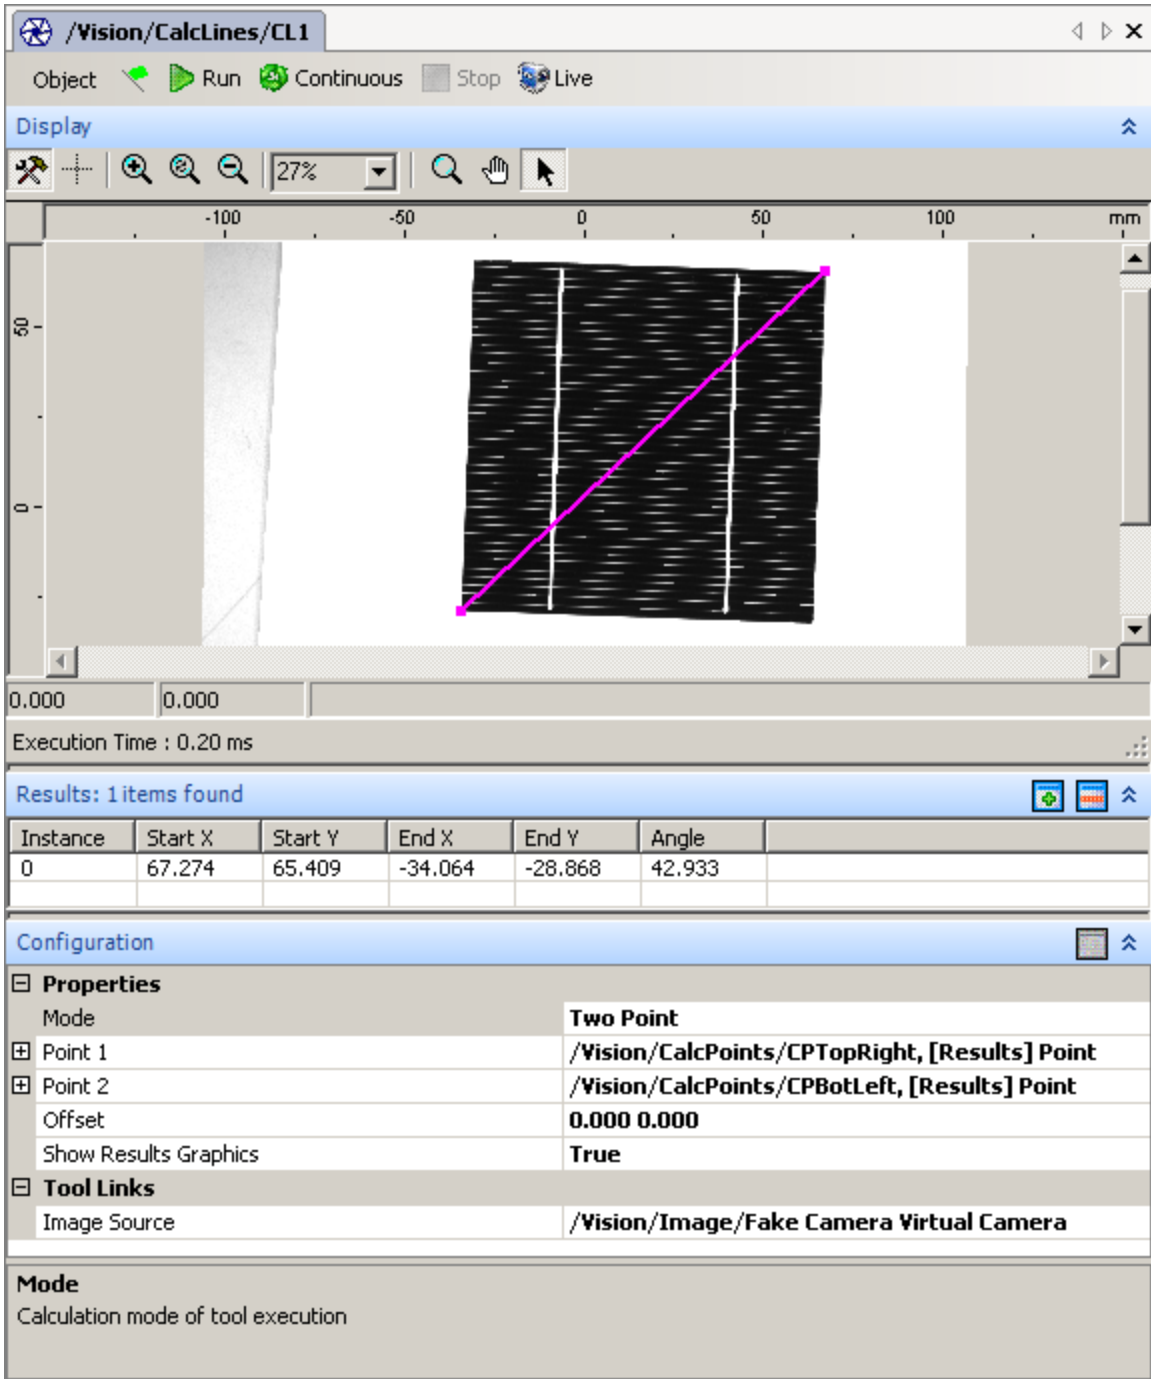 /Vision/CalcLines/CL1
Object Run Continuous Stop Live
Display
27%
-100 -50 0 50 100 mm
50
0
0.000 0.000
Execution Time : 0.20 ms
Results: 1 items found
Instance Start X Start Y End X End Y Angle
0 67.274 65.409 -34.064 -28.868 42.933
Configuration
Properties
Mode Two Point
Point 1 /Vision/CalcPoints/CPTopRight, [Results] Point
Point 2 /Vision/CalcPoints/CPBotLeft, [Results] Point
Offset 0.000 0.000
Show Results Graphics True
Tool Links
Image Source /Vision/Image/Fake Camera Virtual Camera
Mode
Calculation mode of tool execution